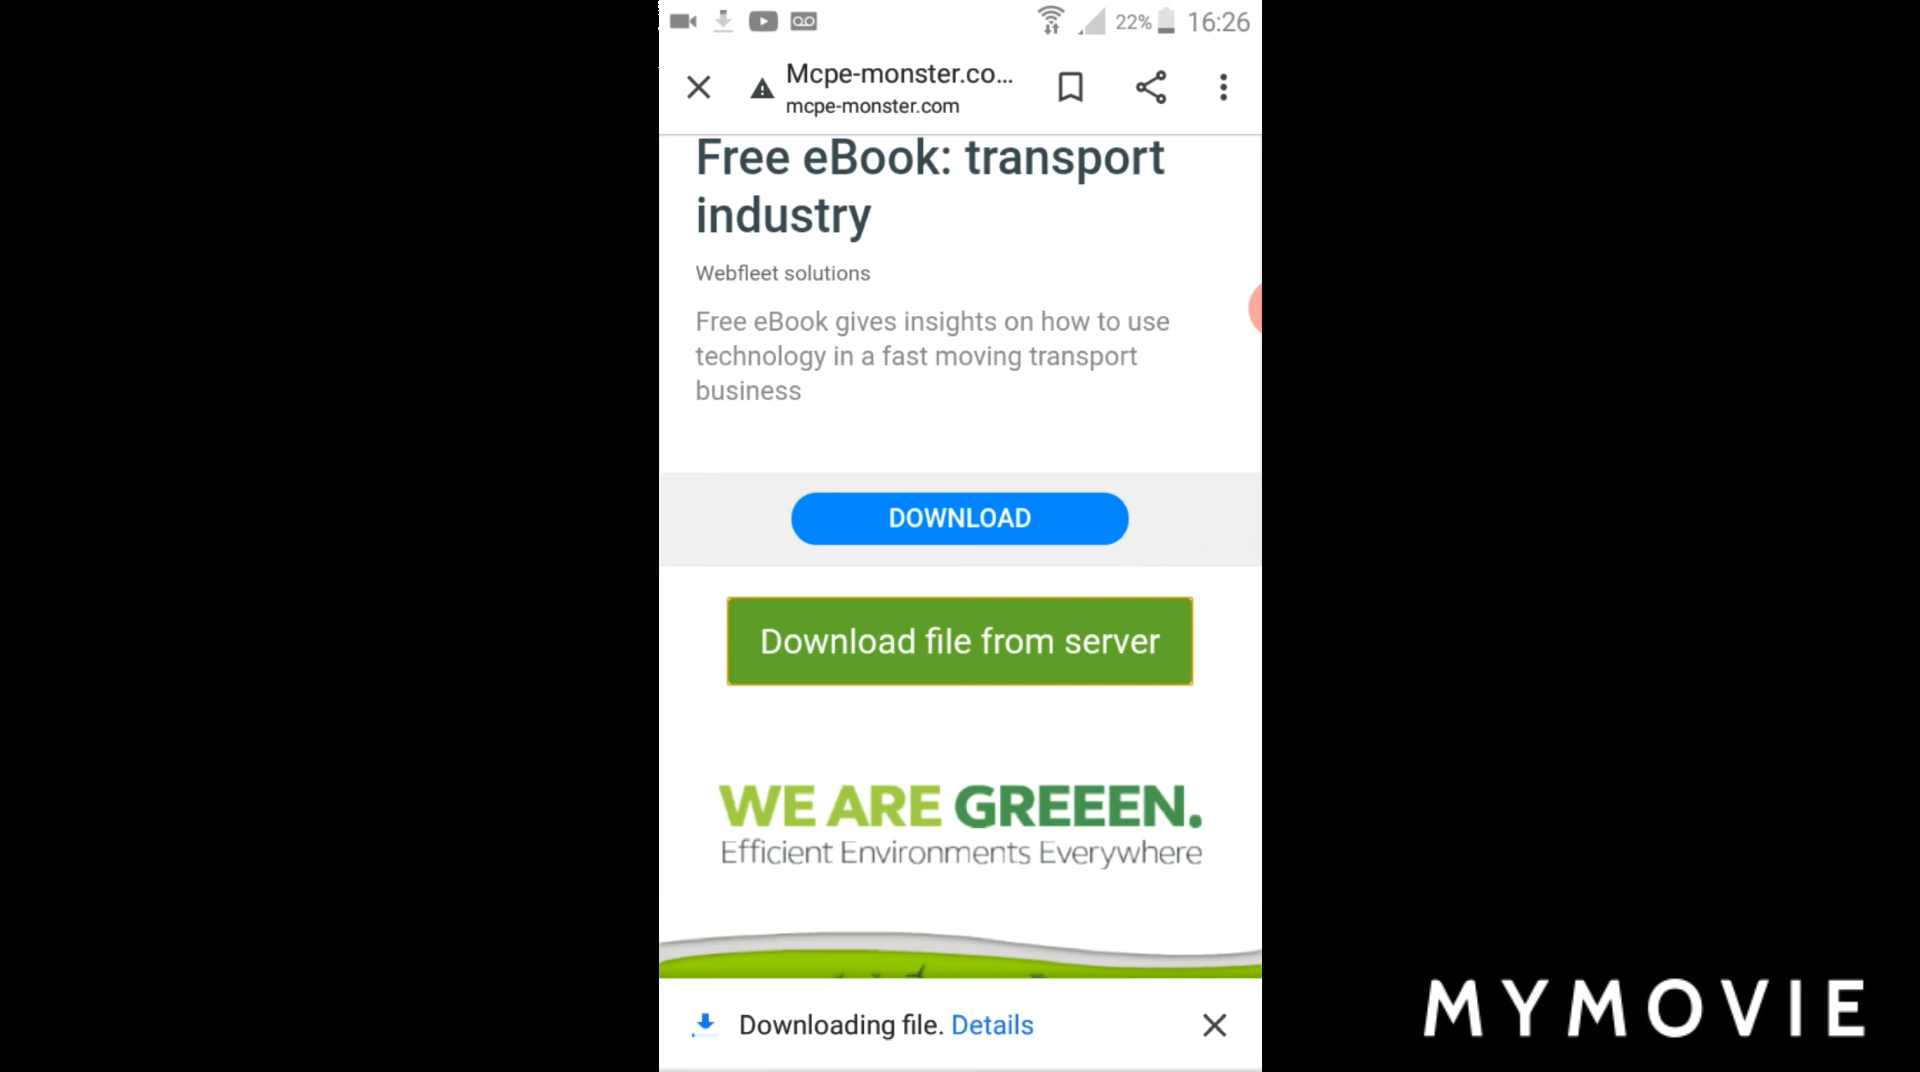 22% 16:26
Mcpe-monster.co...
mcpe-monster.com
Free eBook: transport
industry
Webfleet solutions
Free eBook gives insights on how to use
technology in a fast moving transport
business
DOWNLOAD
Download file from server
WE ARE GREEEN.
Efficient Environments Everywhere
Downloading file. Details
MYMOVIE